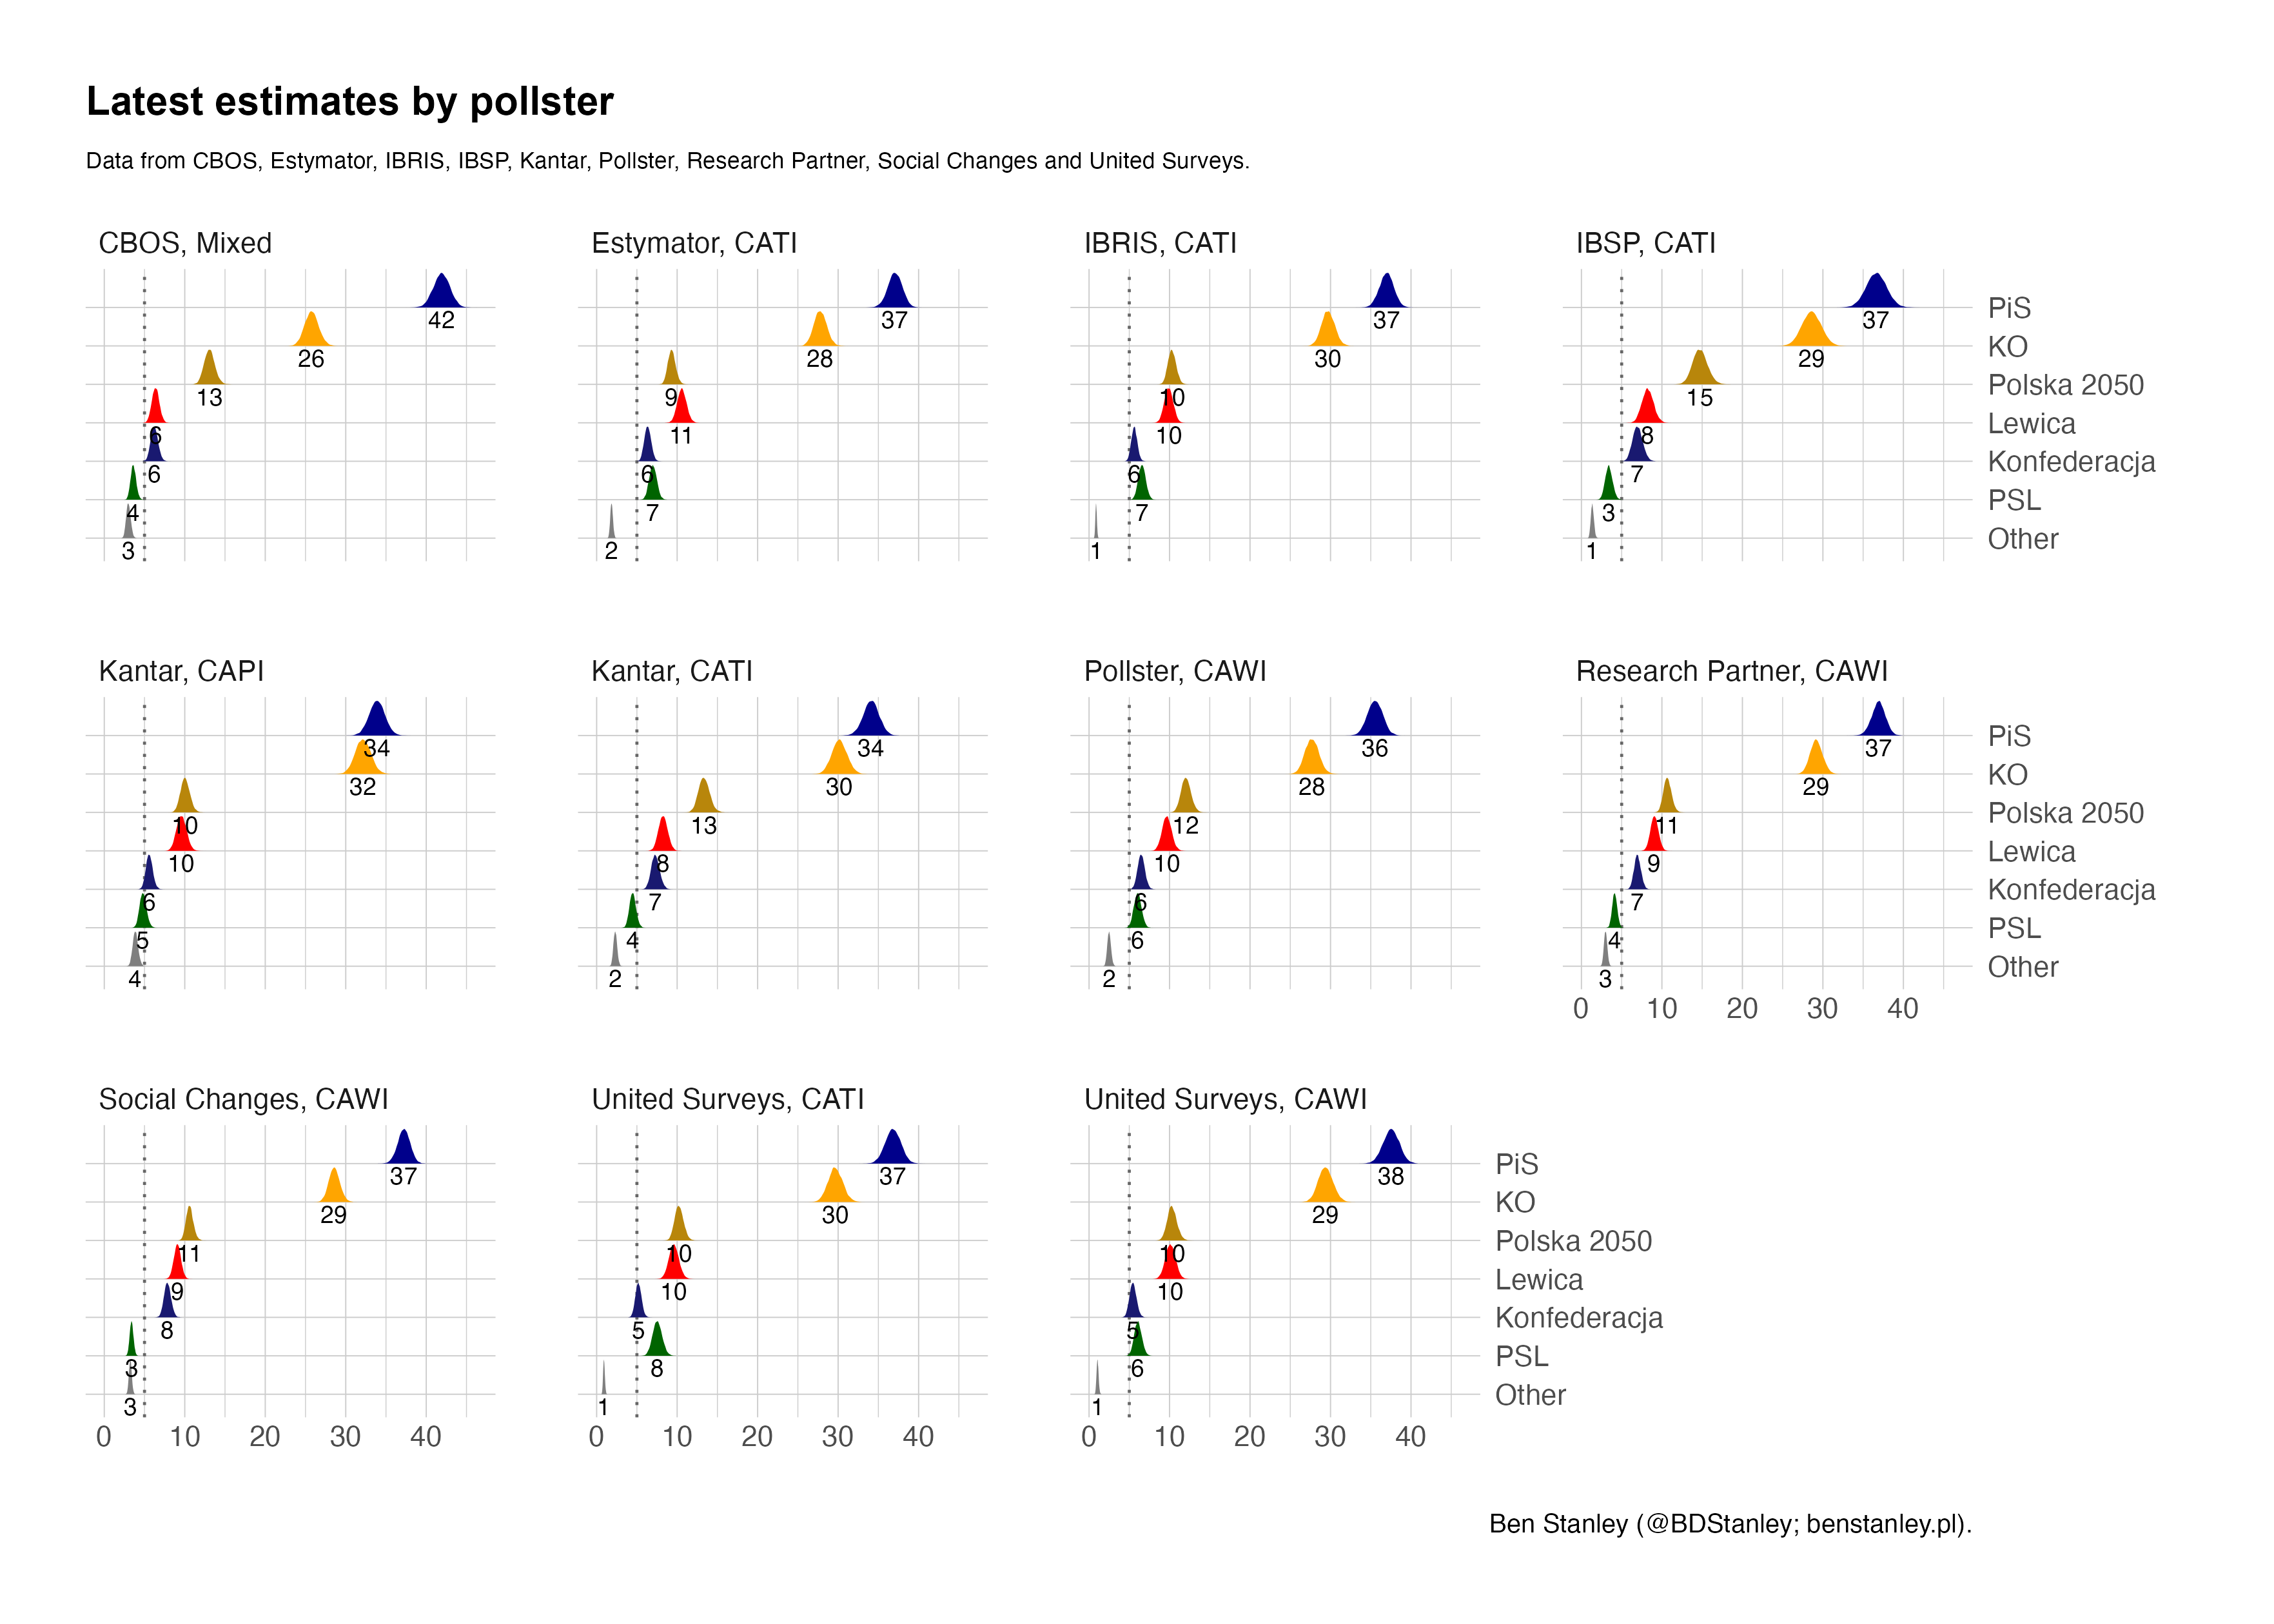 Latest estimates by pollster
Data from CBOS, Estymator, IBRIS, IBSP, Kantar, Pollster, Research Partner, Social Changes and United Surveys.
CBOS, Mixed
42
26
13
6
6
4
3
Estymator, CATI
37
28
9
11
6
7
2
IBRIS, CATI
37
30
10
10
6
7
1
IBSP, CATI
37
29
15
8
7
3
1
PiS
KO
Polska 2050
Lewica
Konfederacja
PSL
Other
Kantar, CAPI
34
32
10
10
6
5
4
Kantar, CATI
34
30
13
8
7
4
2
Pollster, CAWI
36
28
12
10
6
6
2
Research Partner, CAWI
37
29
11
9
7
4
3
PiS
KO
Polska 2050
Lewica
Konfederacja
PSL
Other
0 10 20 30 40
Social Changes, CAWI
37
29
11
9
8
3
3
0 10 20 30 40
United Surveys, CATI
37
30
10
10
5
8
1
0 10 20 30 40
United Surveys, CAWI
38
29
10
10
5
6
1
PiS
KO
Polska 2050
Lewica
Konfederacja
PSL
Other
0 10 20 30 40
Ben Stanley (@BDStanley; benstanley.pl).